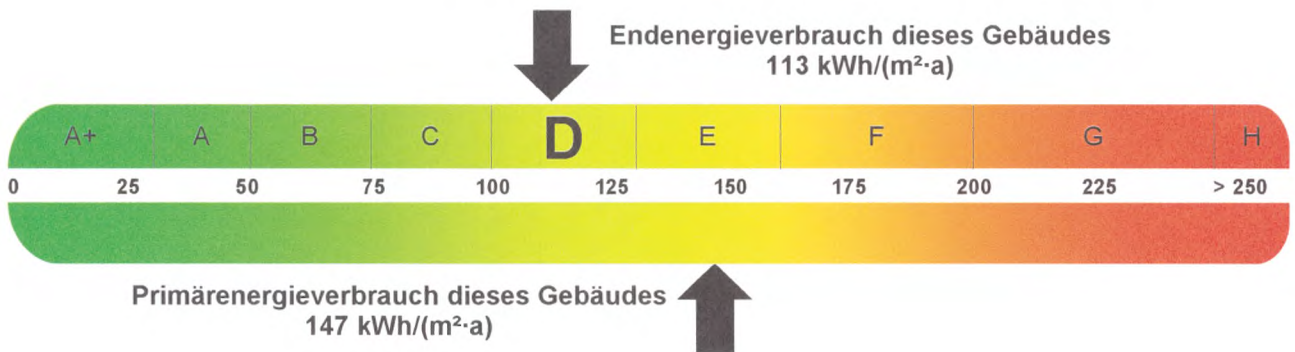 Endenergieverbrauch dieses Gebäudes
113 kWh/(m²·a)
A+ A B C D E F G H
0 25 50 75 100 125 150 175 200 225 > 250
Primärenergieverbrauch dieses Gebäudes
147 kWh/(m²·a)